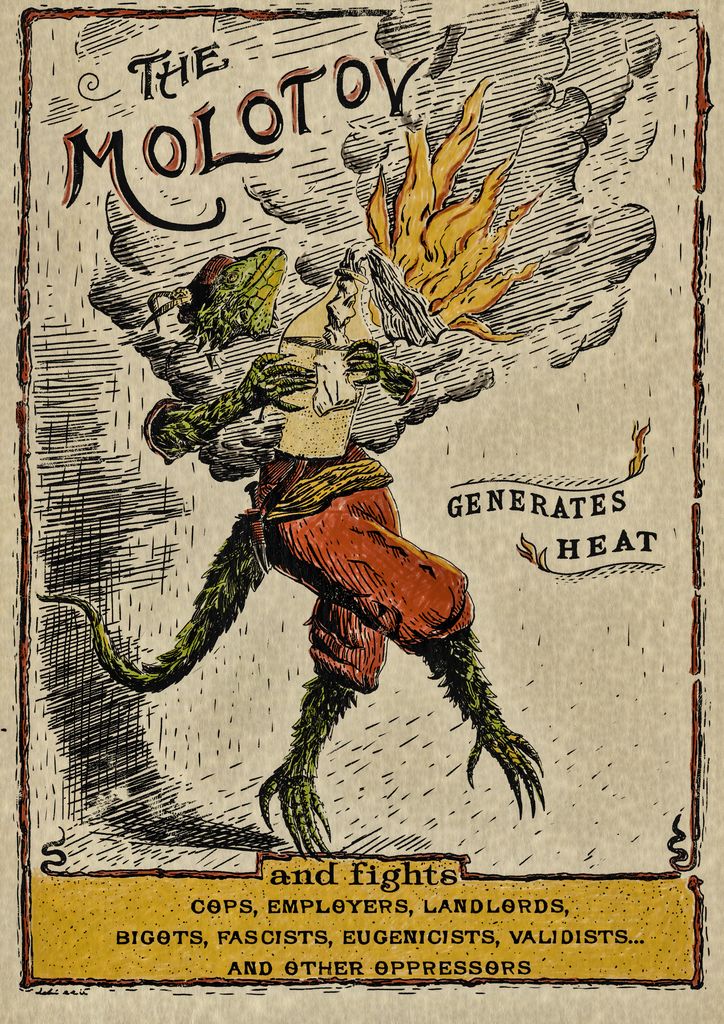 THE
MOLOTOV
GENERATES
HEAT
and fights
COPS, EMPLOYERS, LANDLORDS,
BIGOTS, FASCISTS, EUGENICISTS, VALIDISTS...
AND OTHER OPPRESSORS